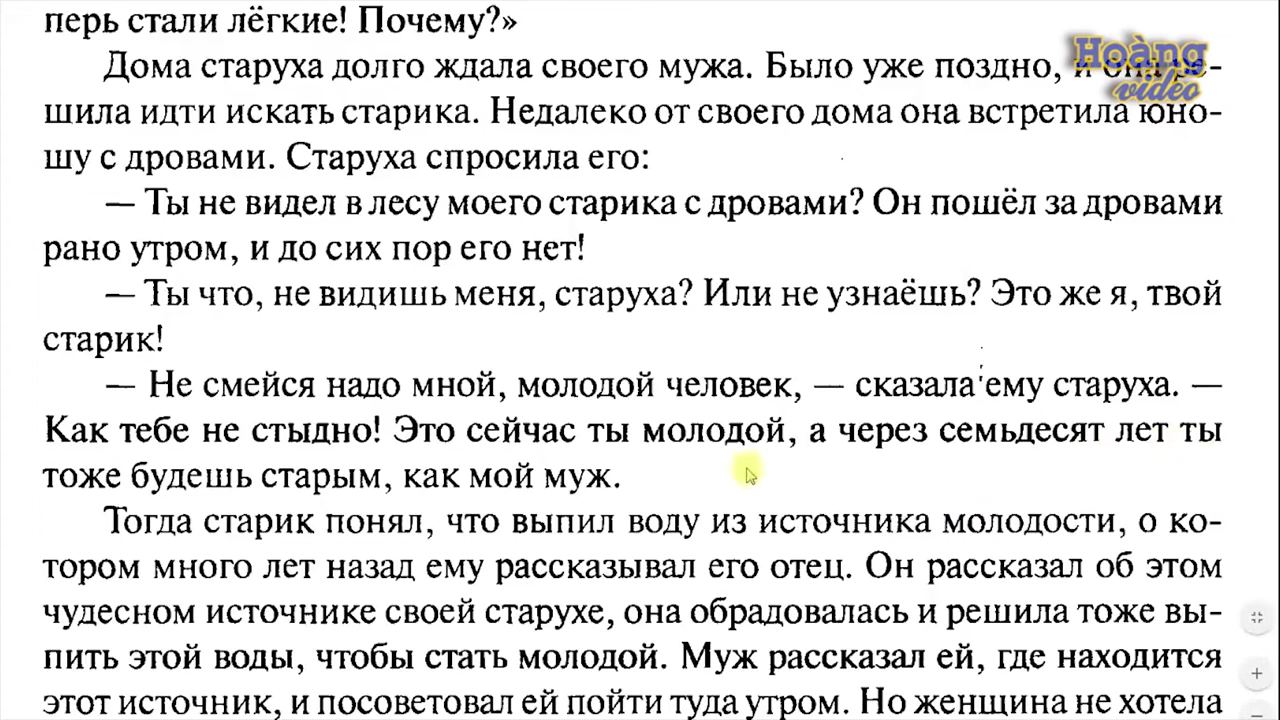 перь стали лёгкие! Почему?»
Дома старуха долго ждала своего мужа. Было уже поздно, и она ре-
шила идти искать старика. Недалеко от своего дома она встретила юно-
шу с дровами. Старуха спросила его:
— Ты не видел в лесу моего старика с дровами? Он пошёл за дровами
рано утром, и до сих пор его нет!
— Ты что, не видишь меня, старуха? Или не узнаёшь? Это же я, твой
старик!
— Не смейся надо мной, молодой человек, — сказала ему старуха. —
Как тебе не стыдно! Это сейчас ты молодой, а через семьдесят лет ты
тоже будешь старым, как мой муж.
Тогда старик понял, что выпил воду из источника молодости, о ко-
тором много лет назад ему рассказывал его отец. Он рассказал об этом
чудесном источнике своей старухе, она обрадовалась и решила тоже вы-
пить этой воды, чтобы стать молодой. Муж рассказал ей, где находится
этот источник, и посоветовал ей пойти туда утром. Но женщина не хотела
Hoàng
video